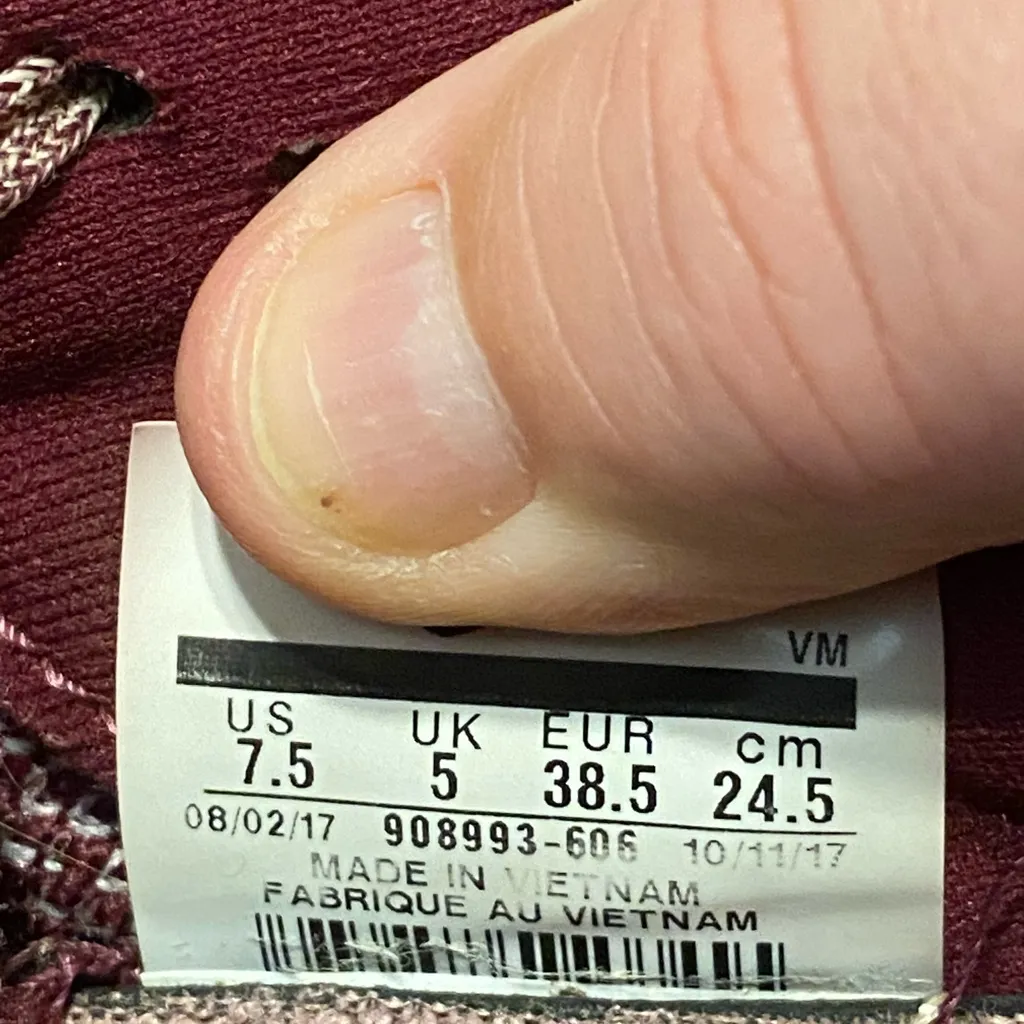 VM
US UK EUR cm
7.5 5 38.5 24.5
08/02/17 908993-606 10/11/17
MADE IN VIETNAM
FABRIQUE AU VIETNAM